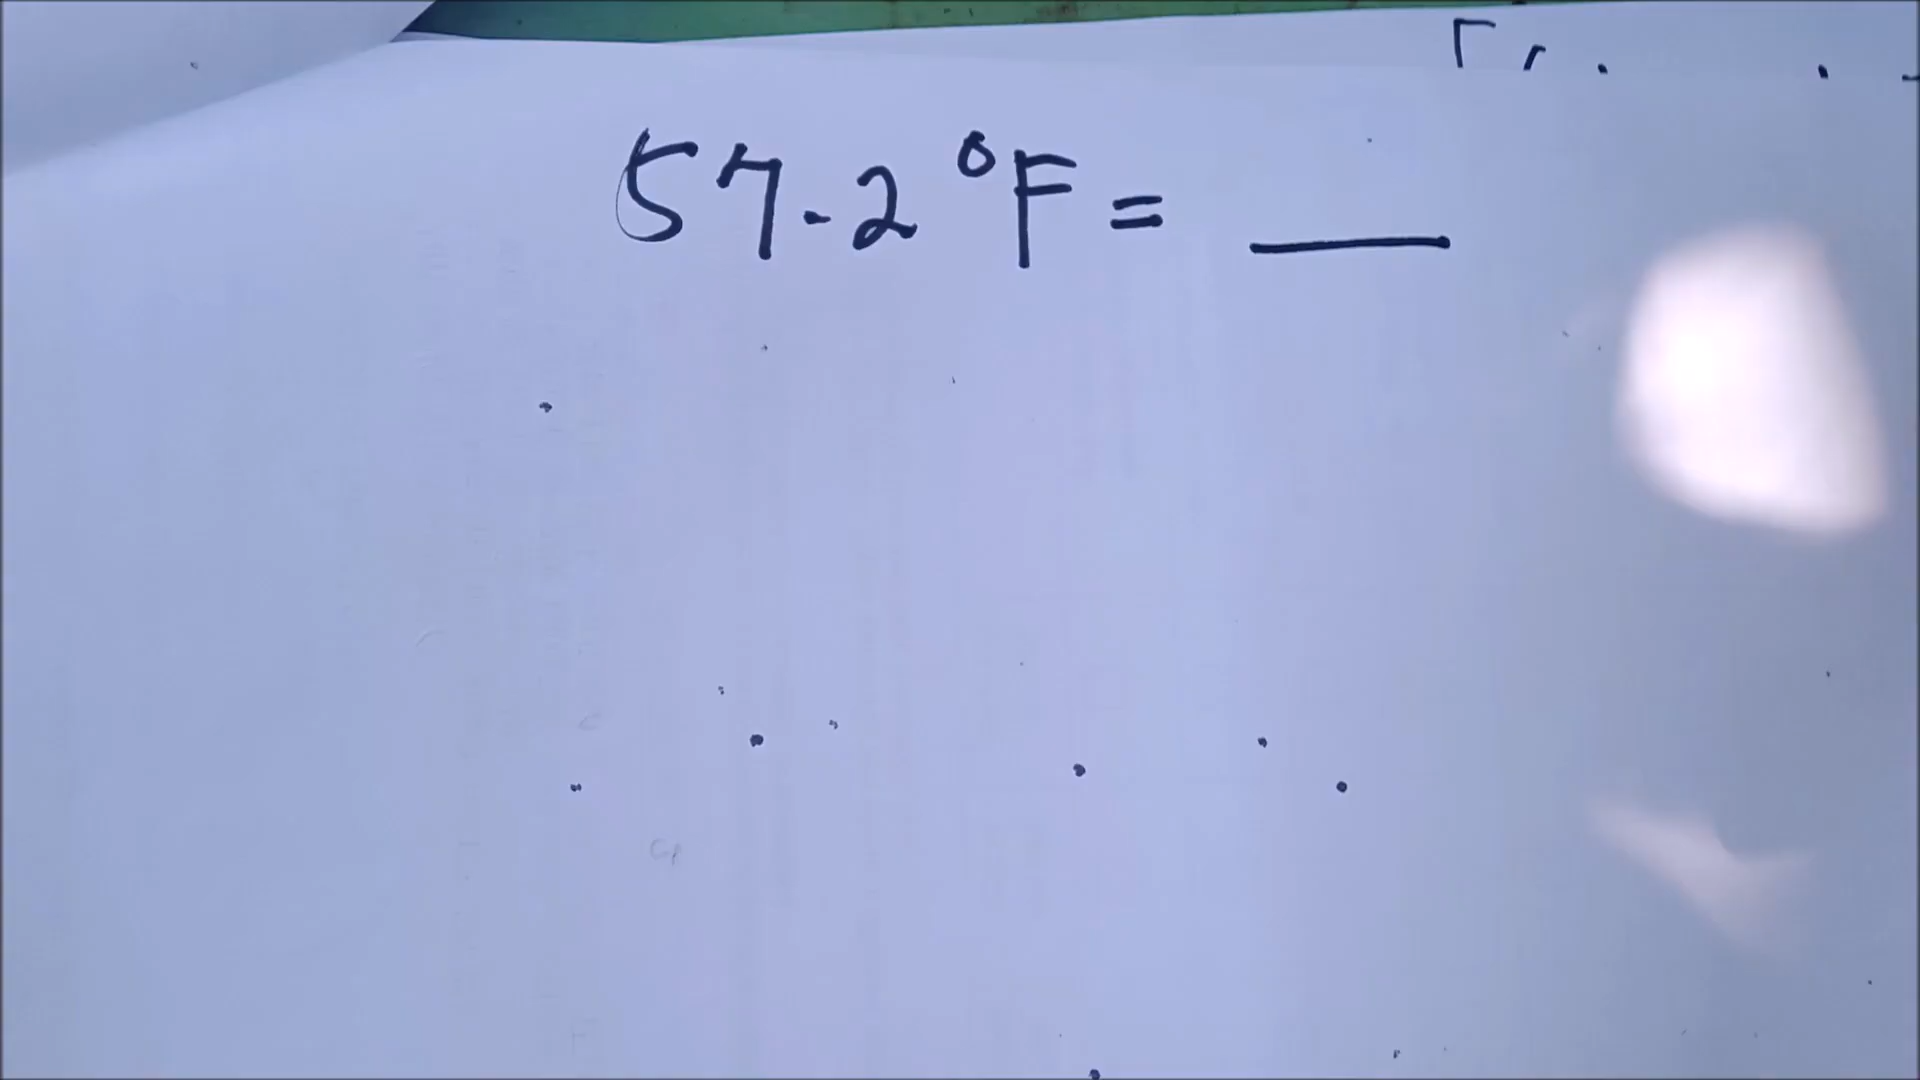 57.2 °F = ___